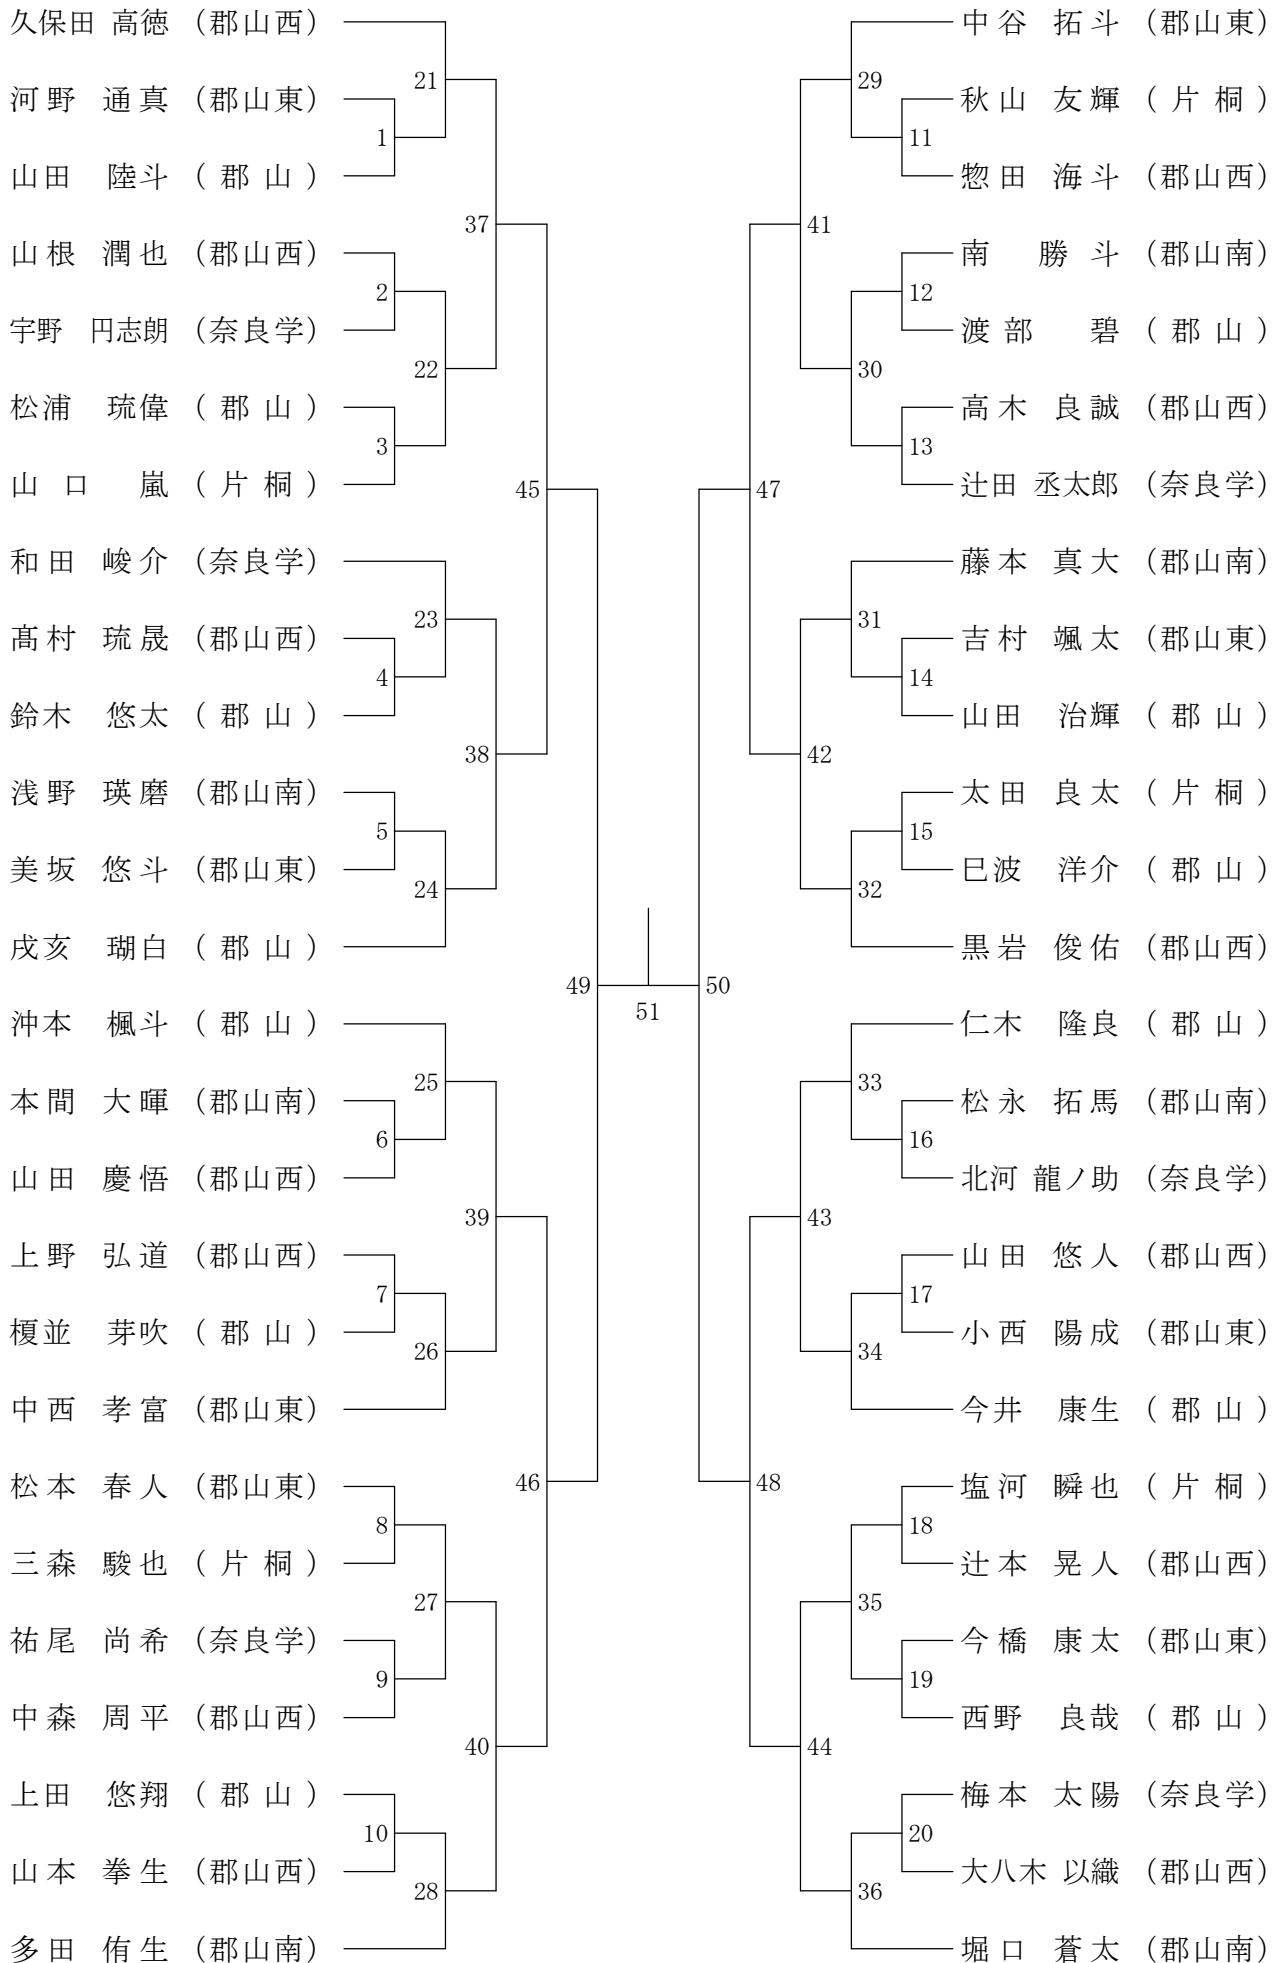 久保田 高徳 (郡山西)
河野 通真 (郡山東)
山田 陸斗 (郡山)
山根 潤也 (郡山西)
宇野 円志朗 (奈良学)
松浦 琉偉 (郡山)
山口 嵐 (片桐)
和田 峻介 (奈良学)
髙村 琉晟 (郡山西)
鈴木 悠太 (郡山)
浅野 瑛磨 (郡山南)
美坂 悠斗 (郡山東)
戌亥 瑚白 (郡山)
沖本 楓斗 (郡山)
本間 大暉 (郡山南)
山田 慶悟 (郡山西)
上野 弘道 (郡山西)
榎並 芽吹 (郡山)
中西 孝富 (郡山東)
松本 春人 (郡山東)
三森 駿也 (片桐)
祐尾 尚希 (奈良学)
中森 周平 (郡山西)
上田 悠翔 (郡山)
山本 拳生 (郡山西)
多田 侑生 (郡山南)
1
2
3
4
5
6
7
8
9
10
21
22
23
24
25
26
27
28
37
38
39
40
45
46
49
51
50
47
48
41
42
43
44
29
30
31
32
33
34
35
36
11
12
13
14
15
16
17
18
19
20
中谷 拓斗 (郡山東)
秋山 友輝 (片桐)
惣田 海斗 (郡山西)
南 勝斗 (郡山南)
渡部 碧 (郡山)
高木 良誠 (郡山西)
辻田 丞太郎 (奈良学)
藤本 真大 (郡山南)
吉村 颯太 (郡山東)
山田 治輝 (郡山)
太田 良太 (片桐)
巳波 洋介 (郡山)
黒岩 俊佑 (郡山西)
仁木 隆良 (郡山)
松永 拓馬 (郡山南)
北河 龍ノ助 (奈良学)
山田 悠人 (郡山西)
小西 陽成 (郡山東)
今井 康生 (郡山)
塩河 瞬也 (片桐)
辻本 晃人 (郡山西)
今橋 康太 (郡山東)
西野 良哉 (郡山)
梅本 太陽 (奈良学)
大八木 以織 (郡山西)
堀口 蒼太 (郡山南)